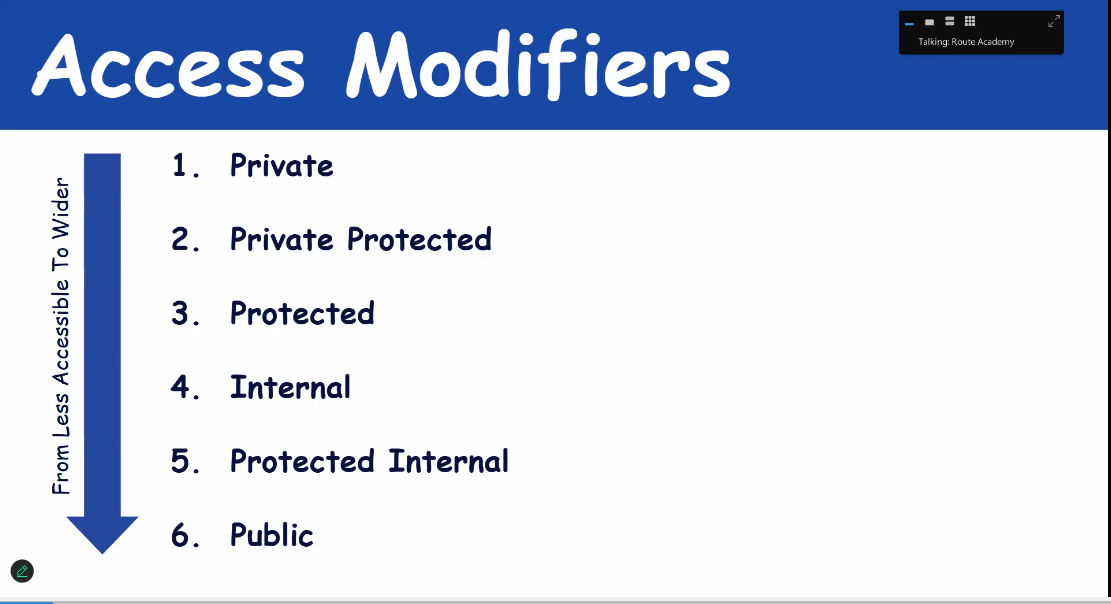 Access Modifiers
Talking: Route Academy
From Less Accessible To Wider
1. Private
2. Private Protected
3. Protected
4. Internal
5. Protected Internal
6. Public